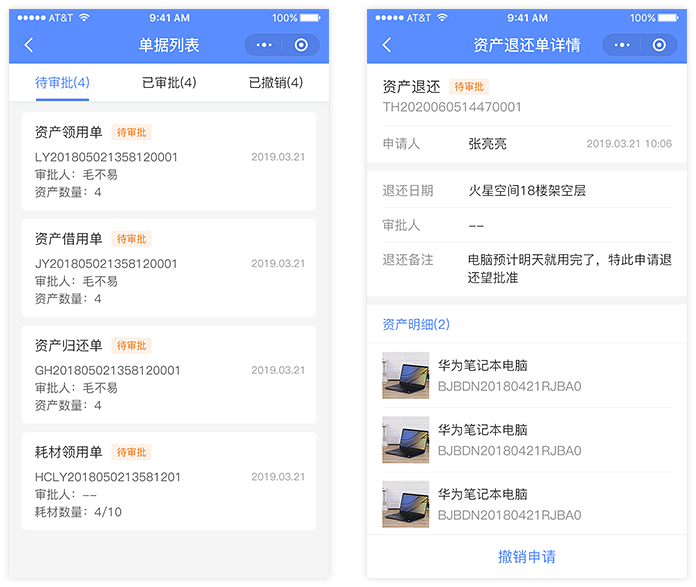 AT&T 9:41 AM 100%
单据列表
待审批(4) 已审批(4) 已撤销(4)
资产领用单 待审批
LY201805021358120001 2019.03.21
审批人：毛不易
资产数量：4
资产借用单 待审批
JY201805021358120001 2019.03.21
审批人：毛不易
资产数量：4
资产归还单 待审批
GH201805021358120001 2019.03.21
审批人：毛不易
资产数量：4
耗材领用单 待审批
HCLY2018050213581201 2019.03.21
审批人：--
耗材数量：4/10
AT&T 9:41 AM 100%
资产退还单详情
资产退还 待审批
TH2020060514470001
申请人 张亮亮 2019.03.21 10:06
退还日期 火星空间18楼架空层
审批人 --
退还备注 电脑预计明天就用完了，特此申请退
还望批准
资产明细(2)
华为笔记本电脑
BJBDN20180421RJBA0
华为笔记本电脑
BJBDN20180421RJBA0
华为笔记本电脑
BJBDN20180421RJBA0
撤销申请